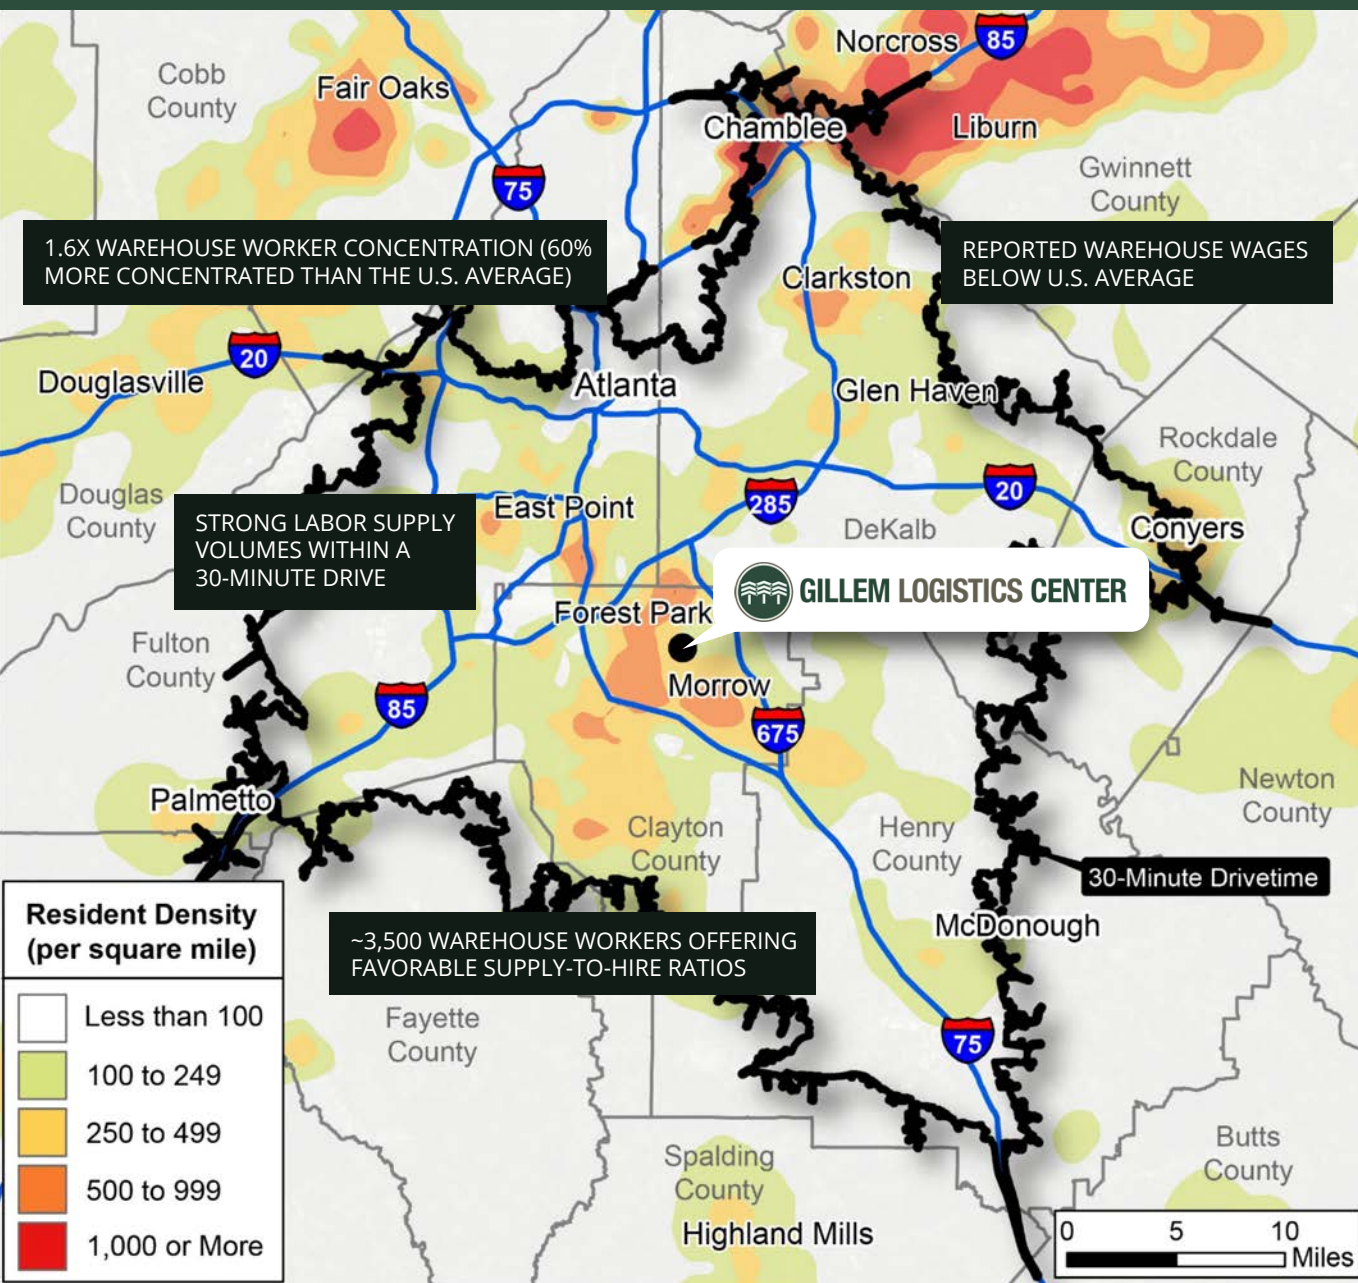 Norcross
85
Cobb
County
Fair Oaks
Chamblee
Liburn
Gwinnett
County
75
1.6X WAREHOUSE WORKER CONCENTRATION (60%
MORE CONCENTRATED THAN THE U.S. AVERAGE)
REPORTED WAREHOUSE WAGES
BELOW U.S. AVERAGE
Clarkston
20
Douglasville
Atlanta
Glen Haven
Rockdale
County
Douglas
County
STRONG LABOR SUPPLY
VOLUMES WITHIN A
30-MINUTE DRIVE
East Point
285
20
DeKalb
Conyers
GILLEM LOGISTICS CENTER
Forest Park
Fulton
County
Morrow
85
675
Palmetto
Newton
County
Clayton
County
Henry
County
30-Minute Drivetime
McDonough
~3,500 WAREHOUSE WORKERS OFFERING
FAVORABLE SUPPLY-TO-HIRE RATIOS
Resident Density
(per square mile)
Less than 100
100 to 249
250 to 499
500 to 999
1,000 or More
Fayette
County
75
Spalding
County
Highland Mills
Butts
County
0 5 10
Miles